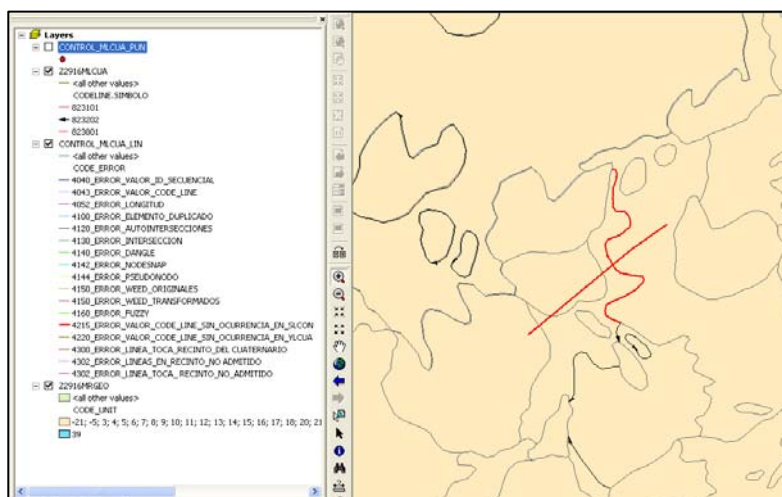 Layers
CONTROL_MLCUA_PUN
Z2916MLCUA
<all other values>
CODELINE.SIMBOLO
823101
823202
823801
CONTROL_MLCUA_LIN
<all other values>
CODE_ERROR
4040_ERROR_VALOR_ID_SECUENCIAL
4043_ERROR_VALOR_CODE_LINE
4052_ERROR_LONGITUD
4100_ERROR_ELEMENTO_DUPLICADO
4120_ERROR_AUTOINTERSECCIONES
4130_ERROR_INTERSECCION
4140_ERROR_DANGLE
4142_ERROR_NODESNAP
4144_ERROR_PSEUDONODO
4150_ERROR_WEED_ORIGINALES
4150_ERROR_WEED_TRANSFORMADOS
4160_ERROR_FUZZY
4215_ERROR_VALOR_CODE_LINE_SIN_OCURRENCIA_EN_SLCON
4220_ERROR_VALOR_CODE_LINE_SIN_OCURRENCIA_EN_YLCUA
4300_ERROR_LINEA_TOCA_RECINTO_DEL_CUATERNARIO
4302_ERROR_LINEAS_EN_RECINTO_NO_ADMITIDO
4302_ERROR_LINEA_TOCA_RECINTO_NO_ADMITIDO
Z2916MRGEO
<all other values>
CODE_UNIT
-21; -5; 3; 4; 5; 6; 7; 8; 9; 10; 11; 12; 13; 14; 15; 16; 17; 18; 20; 21
39